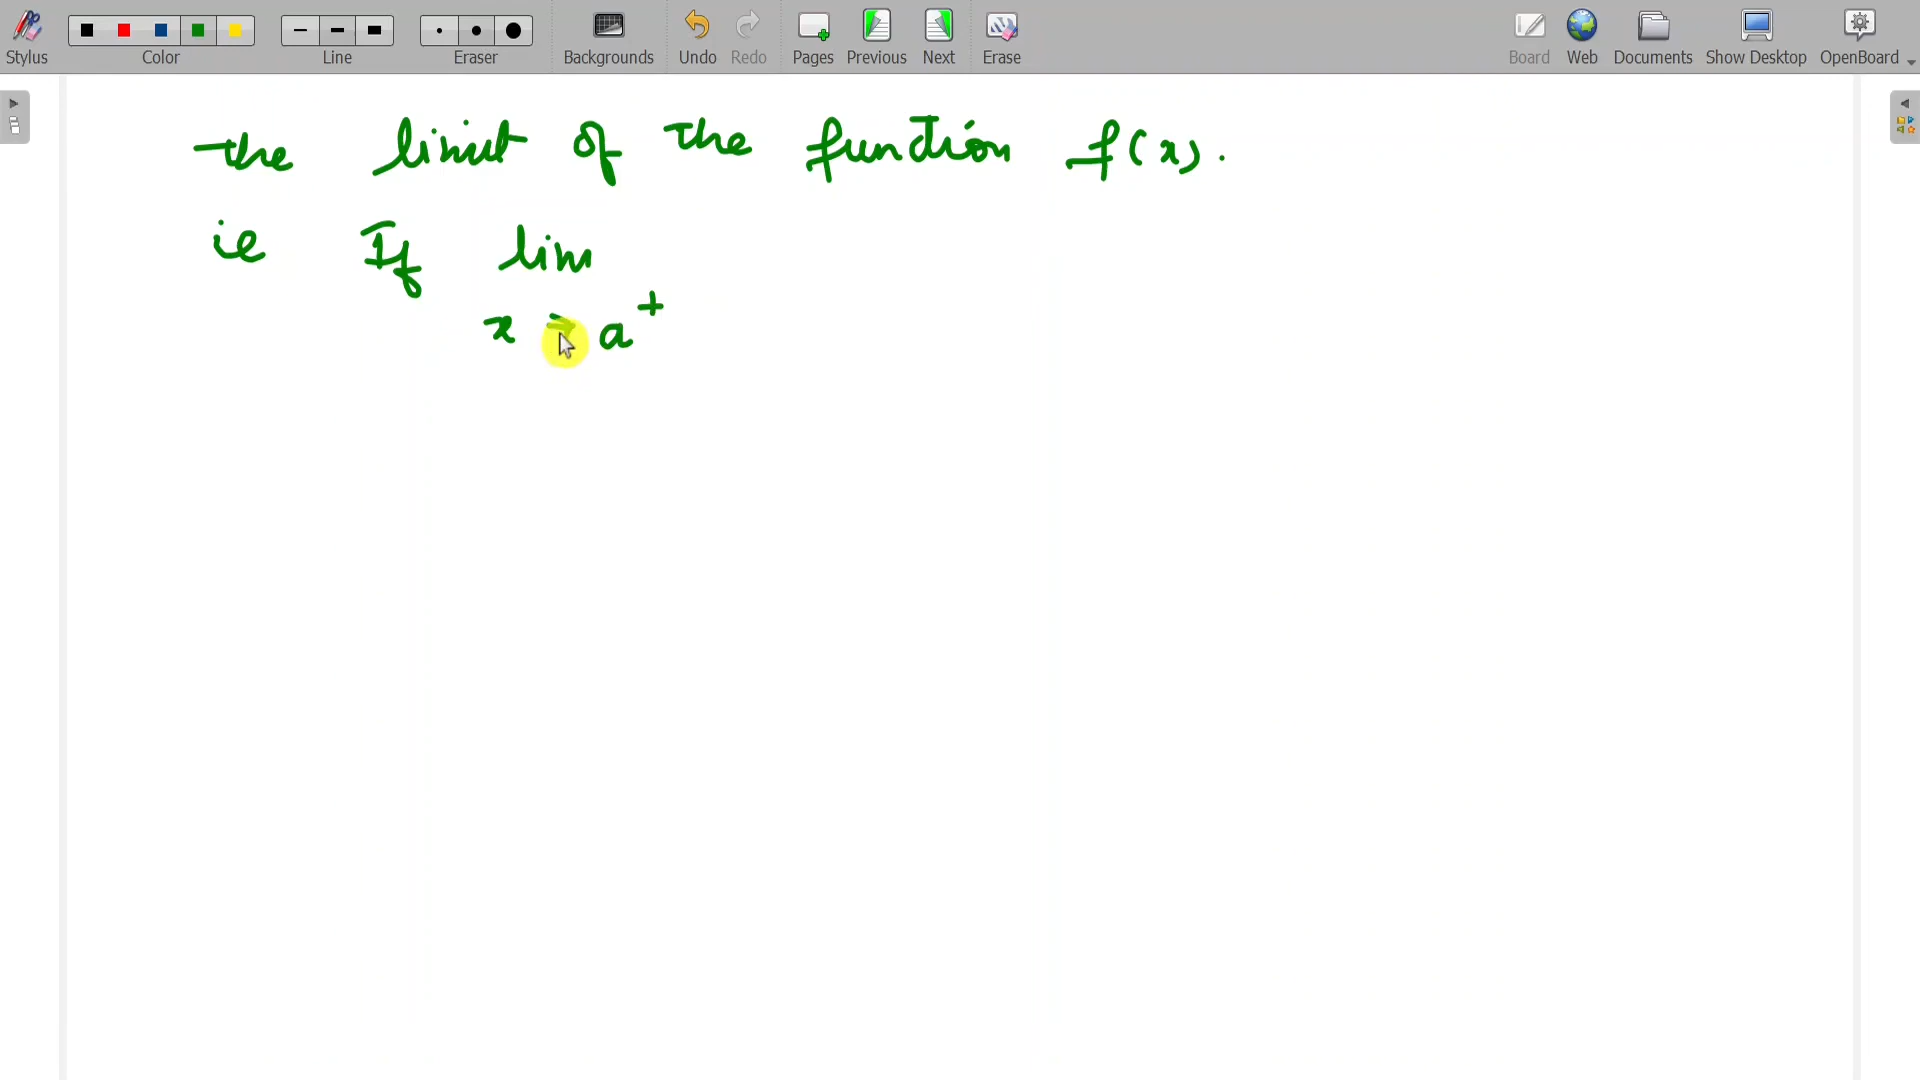 Stylus Color Line Eraser Backgrounds Undo Redo Pages Previous Next Erase Board Web Documents Show Desktop OpenBoard
the limit of the function f(x).
ie If lim
x → a⁺